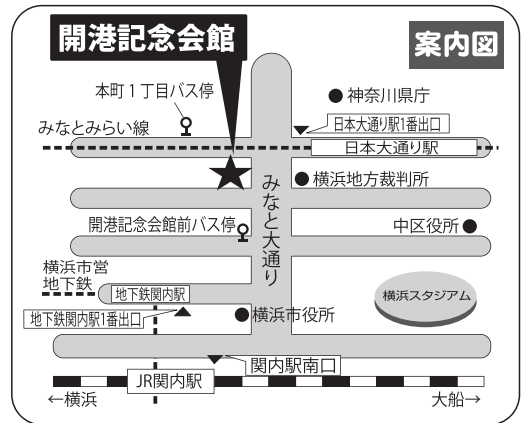 開港記念会館
案内図
本町1丁目バス停
神奈川県庁
みなとみらい線
日本大通り駅1番出口
日本大通り駅
横浜地方裁判所
みなと大通り
開港記念会館前バス停
中区役所
横浜市営
地下鉄
地下鉄関内駅
横浜スタジアム
地下鉄関内駅1番出口
横浜市役所
関内駅南口
JR関内駅
←横浜
大船→